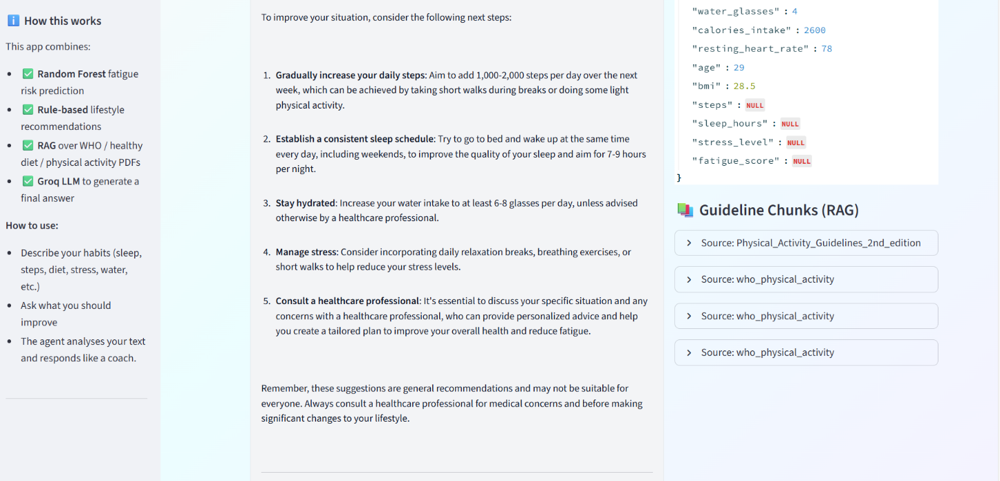 ℹ️ How this works
This app combines:
• ✅ Random Forest fatigue
risk prediction
• ✅ Rule-based lifestyle
recommendations
• ✅ RAG over WHO / healthy
diet / physical activity PDFs
• ✅ Groq LLM to generate a
final answer
How to use:
• Describe your habits (sleep,
steps, diet, stress, water,
etc.)
• Ask what you should
improve
• The agent analyses your text
and responds like a coach.
To improve your situation, consider the following next steps:
1. Gradually increase your daily steps: Aim to add 1,000-2,000 steps per day over the next
week, which can be achieved by taking short walks during breaks or doing some light
physical activity.
2. Establish a consistent sleep schedule: Try to go to bed and wake up at the same time
every day, including weekends, to improve the quality of your sleep and aim for 7-9 hours
per night.
3. Stay hydrated: Increase your water intake to at least 6-8 glasses per day, unless advised
otherwise by a healthcare professional.
4. Manage stress: Consider incorporating daily relaxation breaks, breathing exercises, or
short walks to help reduce your stress levels.
5. Consult a healthcare professional: It's essential to discuss your specific situation and any
concerns with a healthcare professional, who can provide personalized advice and help
you create a tailored plan to improve your overall health and reduce fatigue.
Remember, these suggestions are general recommendations and may not be suitable for
everyone. Always consult a healthcare professional for medical concerns and before making
significant changes to your lifestyle.
"water_glasses" : 4
"calories_intake" : 2600
"resting_heart_rate" : 78
"age" : 29
"bmi" : 28.5
"steps" : NULL
"sleep_hours" : NULL
"stress_level" : NULL
"fatigue_score" : NULL
}
📚 Guideline Chunks (RAG)
Source: Physical_Activity_Guidelines_2nd_edition
Source: who_physical_activity
Source: who_physical_activity
Source: who_physical_activity